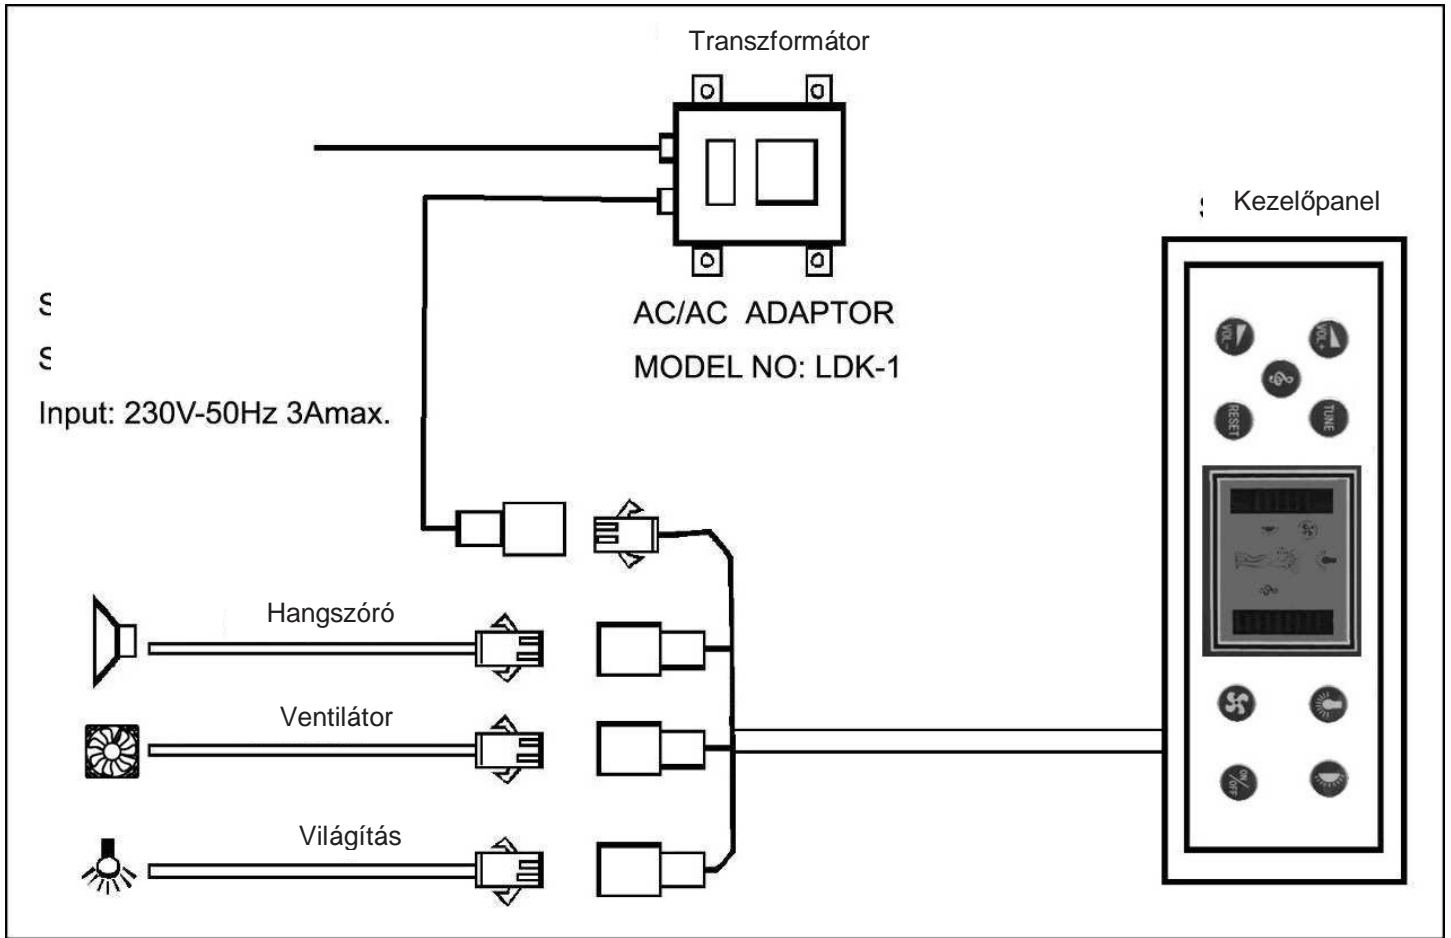 Transzformátor
Kezelőpanel
S
S
Input: 230V-50Hz 3Amax.
AC/AC ADAPTOR
MODEL NO: LDK-1
VOL-
VOL+
RESET
TUNE
Hangszóró
Ventilátor
Világítás
ON/OFF